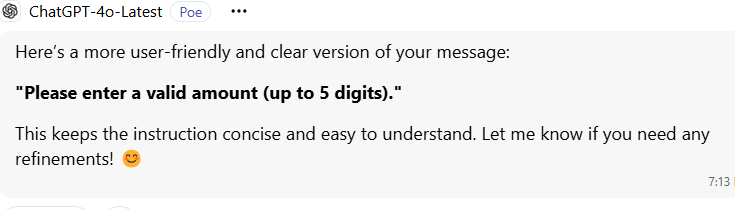 ChatGPT-4o-Latest Poe •••
Here's a more user-friendly and clear version of your message:
"Please enter a valid amount (up to 5 digits)."
This keeps the instruction concise and easy to understand. Let me know if you need any
refinements! 😊
7:13